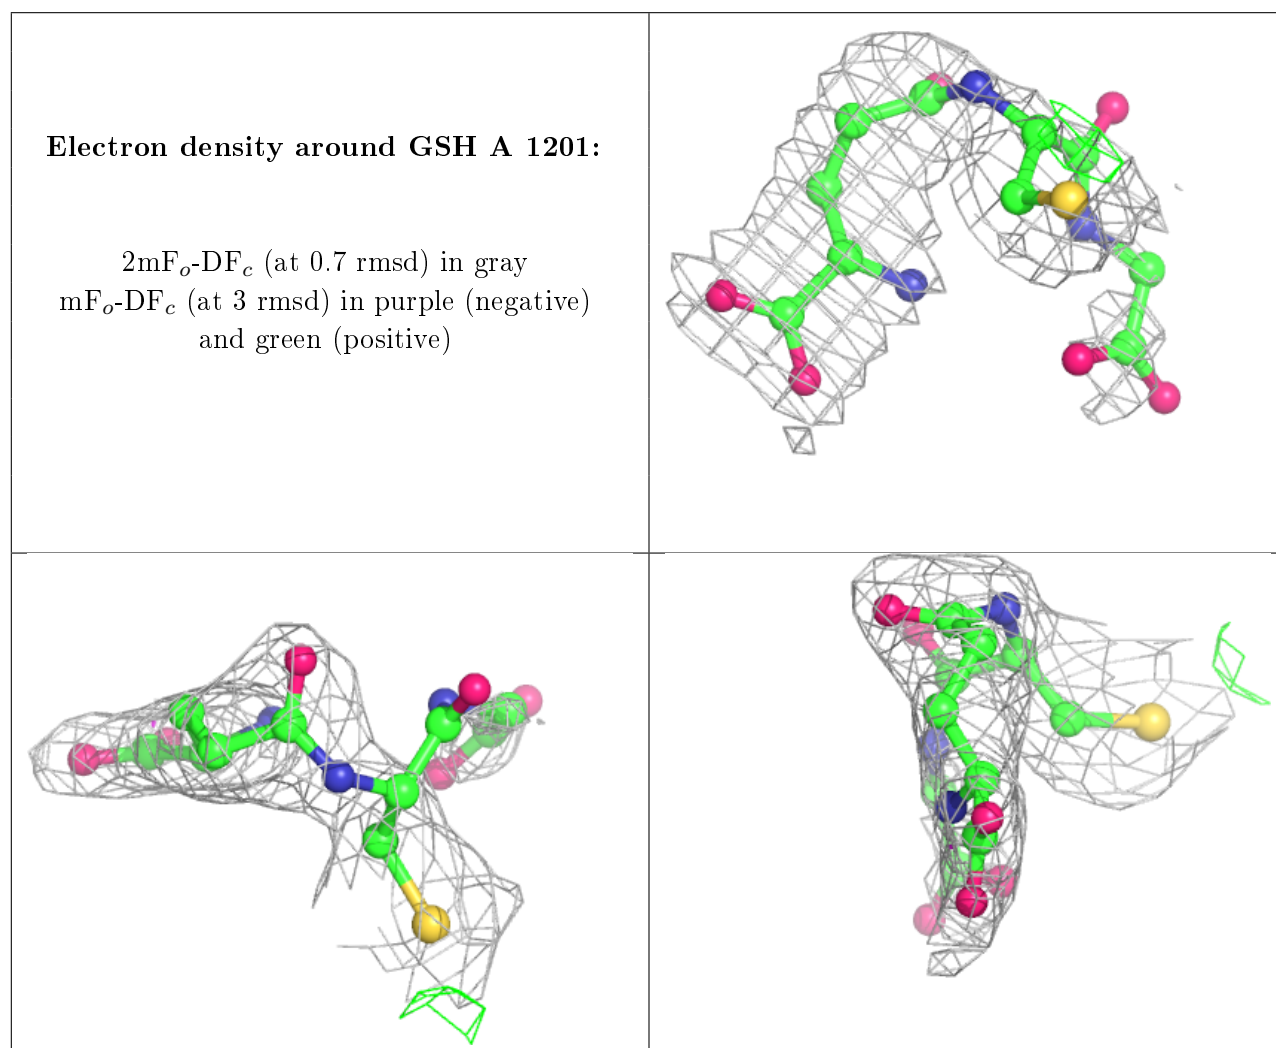 Electron density around GSH A 1201:
2mFo-DFc (at 0.7 rmsd) in gray
mFo-DFc (at 3 rmsd) in purple (negative)
and green (positive)